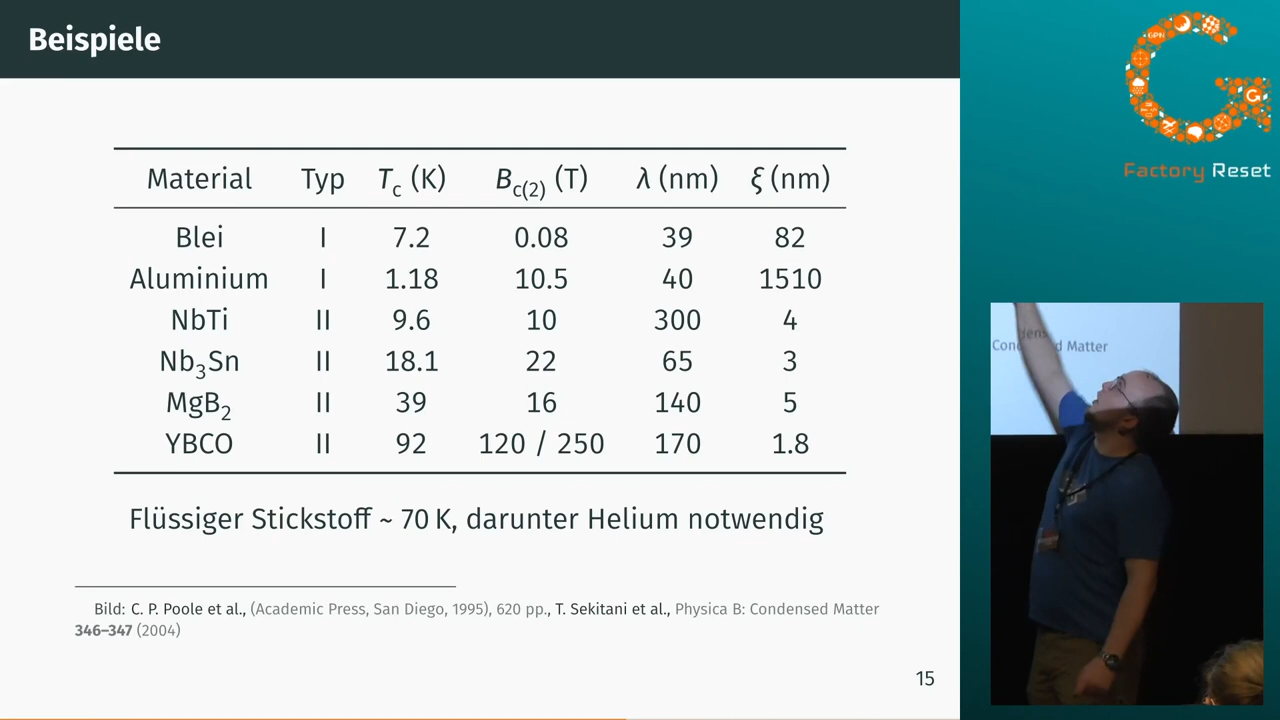 Beispiele
Material Typ Tc (K) Bc(2) (T) λ (nm) ξ (nm)
Blei I 7.2 0.08 39 82
Aluminium I 1.18 10.5 40 1510
NbTi II 9.6 10 300 4
Nb3Sn II 18.1 22 65 3
MgB2 II 39 16 140 5
YBCO II 92 120 / 250 170 1.8
Flüssiger Stickstoff ~ 70 K, darunter Helium notwendig
Bild: C. P. Poole et al., (Academic Press, San Diego, 1995), 620 pp., T. Sekitani et al., Physica B: Condensed Matter
346–347 (2004)
15
GPN
Factory Reset
d Matter